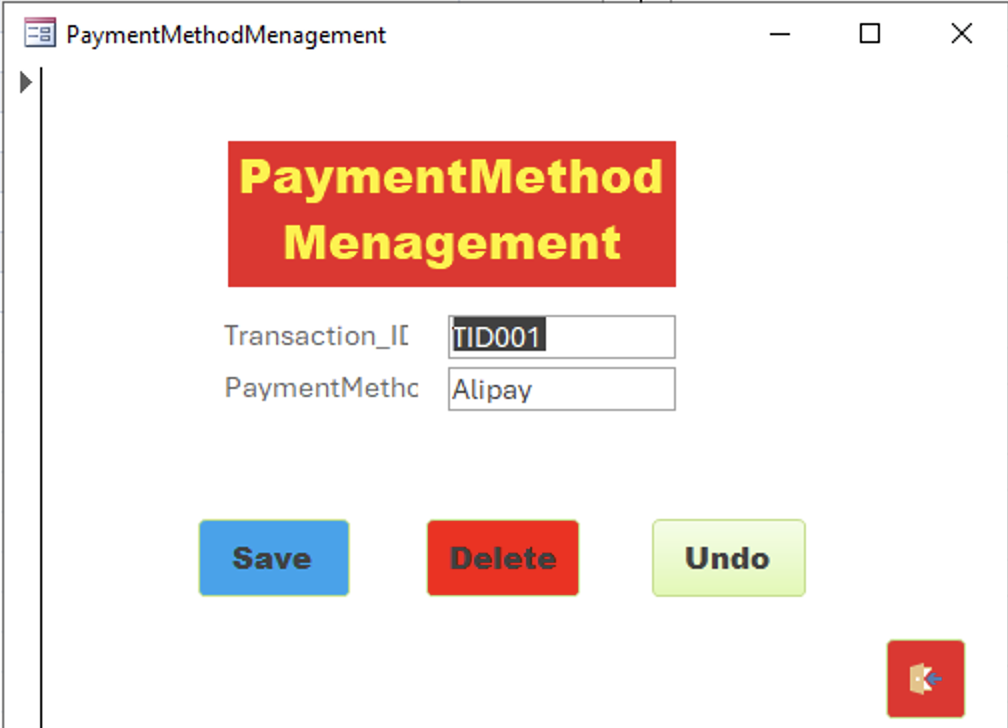 PaymentMethodMenagement
PaymentMethod
Menagement
Transaction_ID TID001
PaymentMetho Alipay
Save Delete Undo